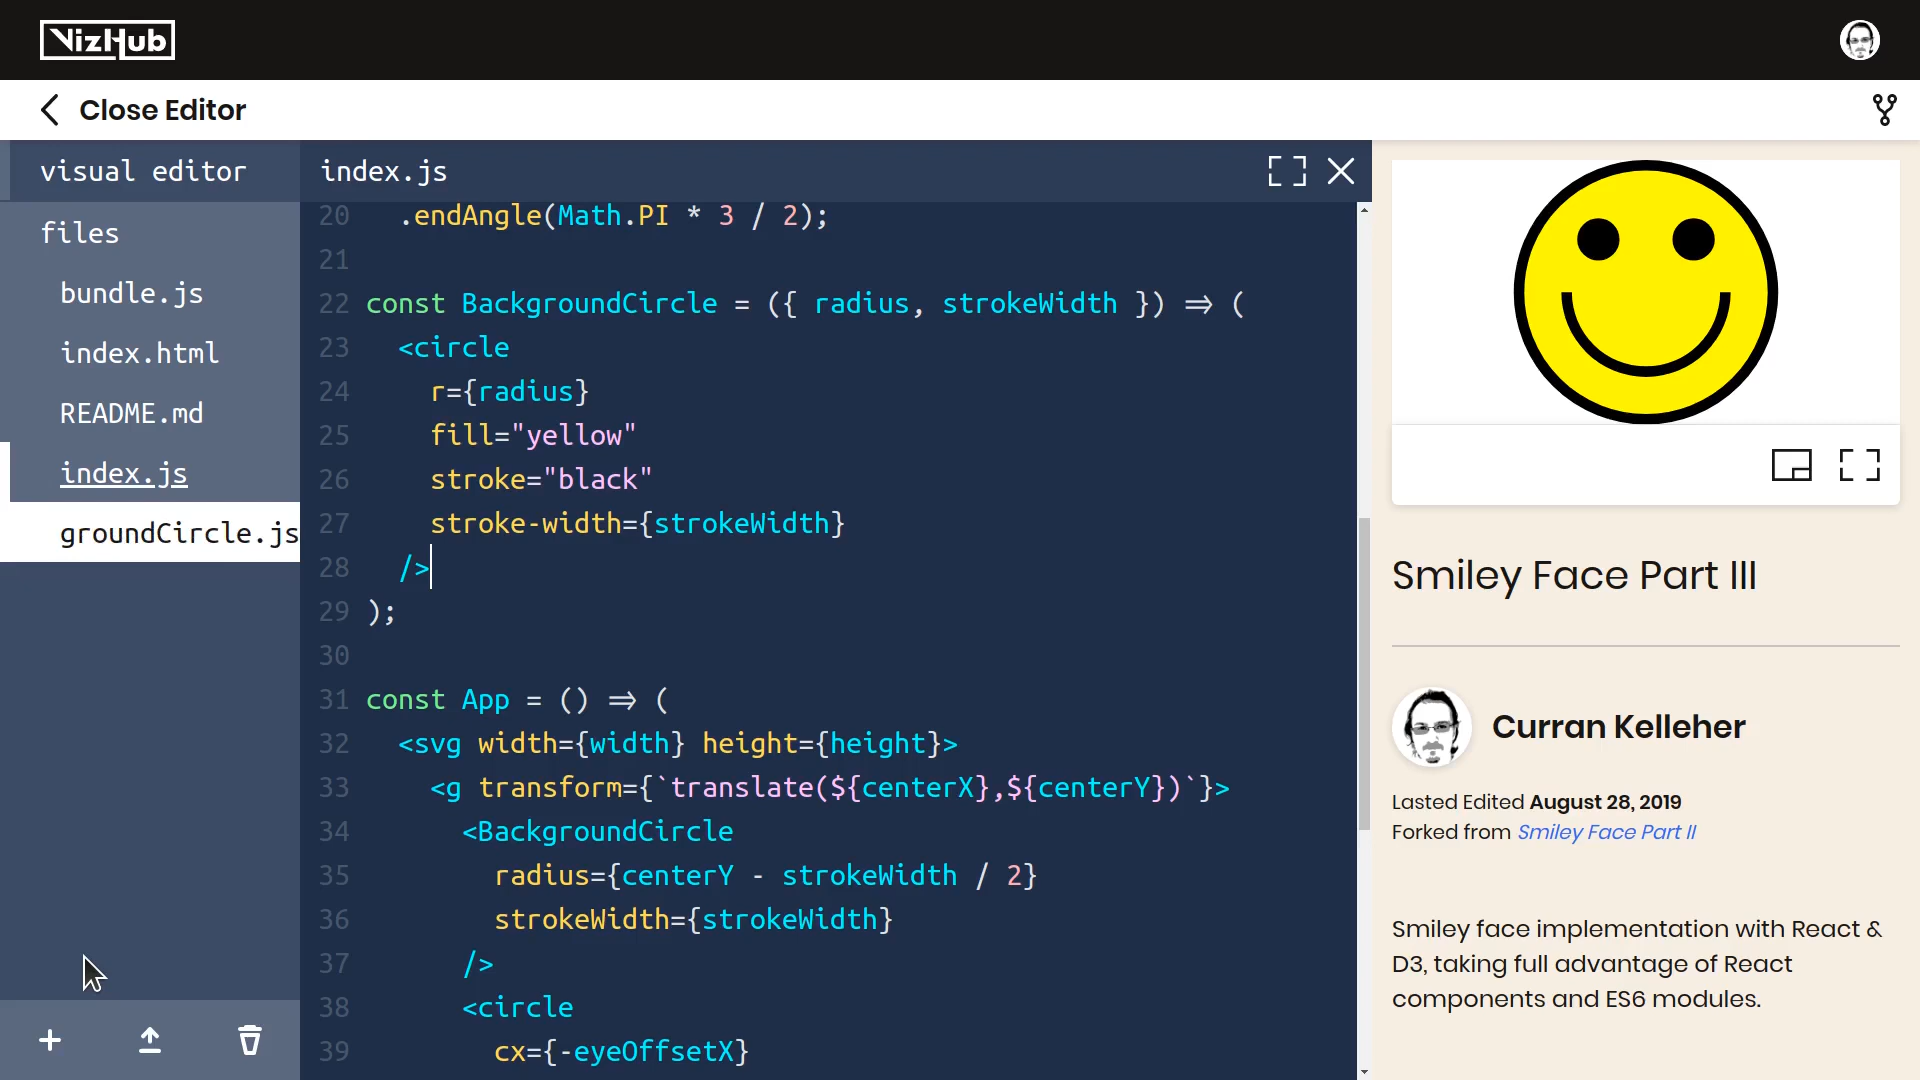 VizHub
Close Editor
visual editor
files
bundle.js
index.html
README.md
index.js
groundCircle.js
index.js
20 .endAngle(Math.PI * 3 / 2);
21
22 const BackgroundCircle = ({ radius, strokeWidth }) => (
23 <circle
24 r={radius}
25 fill="yellow"
26 stroke="black"
27 stroke-width={strokeWidth}
28 />
29 );
30
31 const App = () => (
32 <svg width={width} height={height}>
33 <g transform={`translate(${centerX},${centerY})`}>
34 <BackgroundCircle
35 radius={centerY - strokeWidth / 2}
36 strokeWidth={strokeWidth}
37 />
38 <circle
39 cx={-eyeOffsetX}
Smiley Face Part III
Curran Kelleher
Lasted Edited August 28, 2019
Forked from Smiley Face Part II
Smiley face implementation with React &
D3, taking full advantage of React
components and ES6 modules.